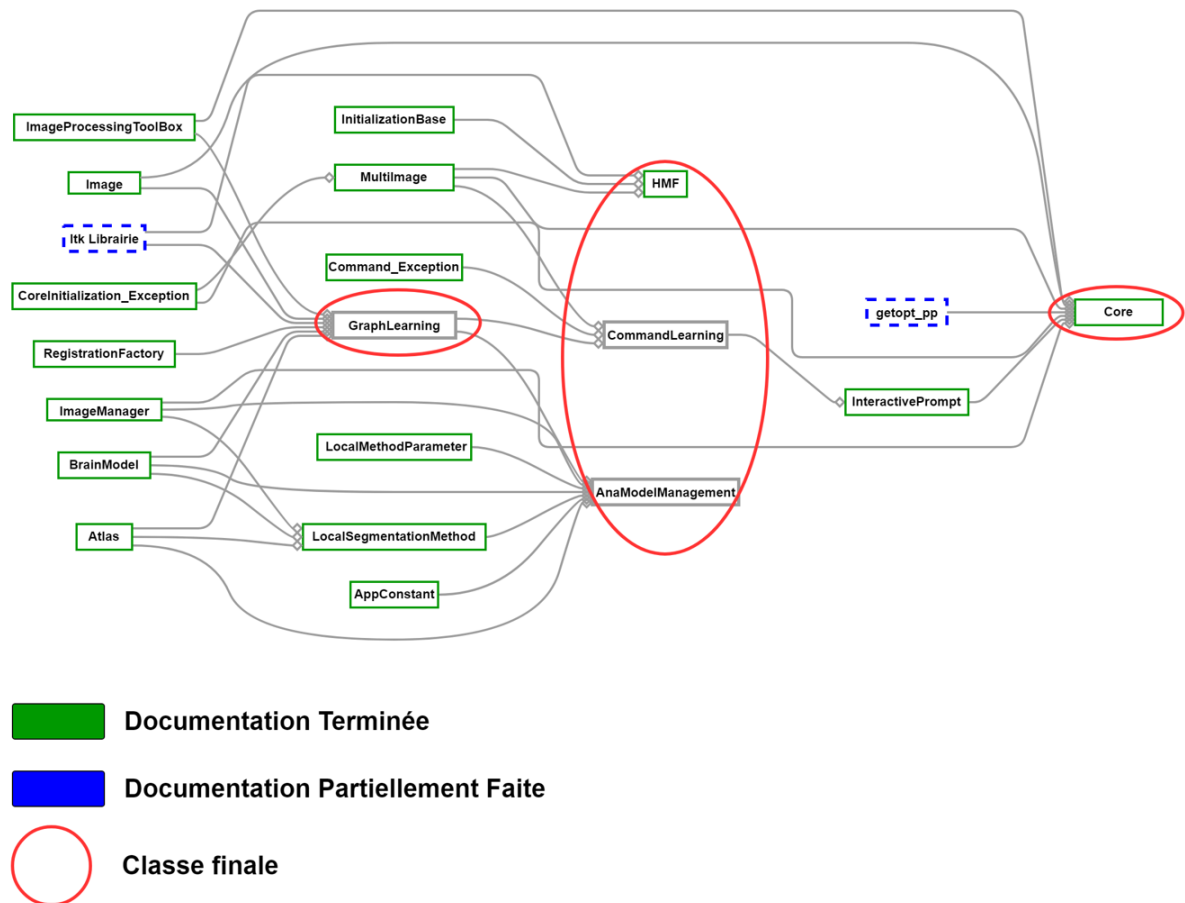 ImageProcessingToolBox
Image
Itk Librairie
CoreInitialization_Exception
RegistrationFactory
ImageManager
BrainModel
Atlas
InitializationBase
MultiImage
Command_Exception
GraphLearning
LocalMethodParameter
LocalSegmentationMethod
AppConstant
HMF
CommandLearning
AnaModelManagement
getopt_pp
InteractivePrompt
Core
Documentation Terminée
Documentation Partiellement Faite
Classe finale